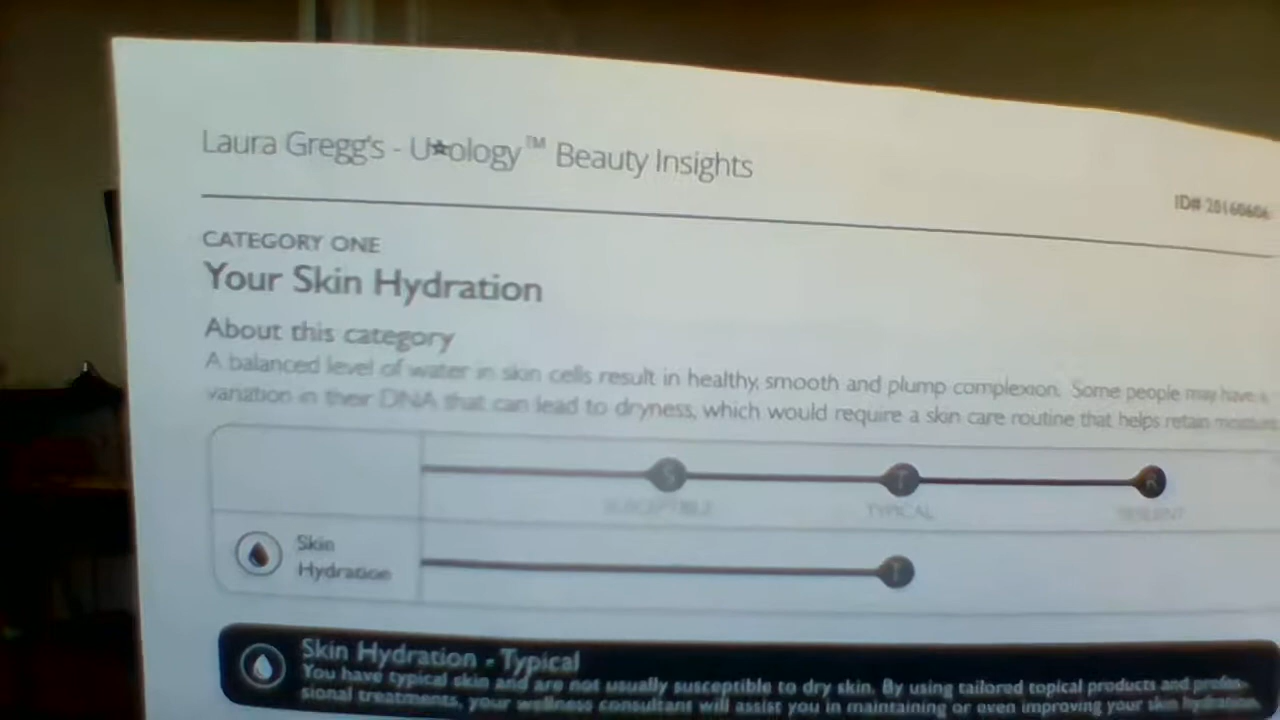 Laura Gregg's - U★ology™ Beauty Insights
ID# 20160606
CATEGORY ONE
Your Skin Hydration
About this category
A balanced level of water in skin cells result in healthy, smooth and plump complexion. Some people may have a
variation in their DNA that can lead to dryness, which would require a skin care routine that helps retain moisture
S T R
SUSCEPTIBLE TYPICAL RESILIENT
Skin
Hydration
T
Skin Hydration - Typical
You have typical skin and are not usually susceptible to dry skin. By using tailored topical products and profes-
sional treatments, your wellness consultant will assist you in maintaining or even improving your skin hydration.